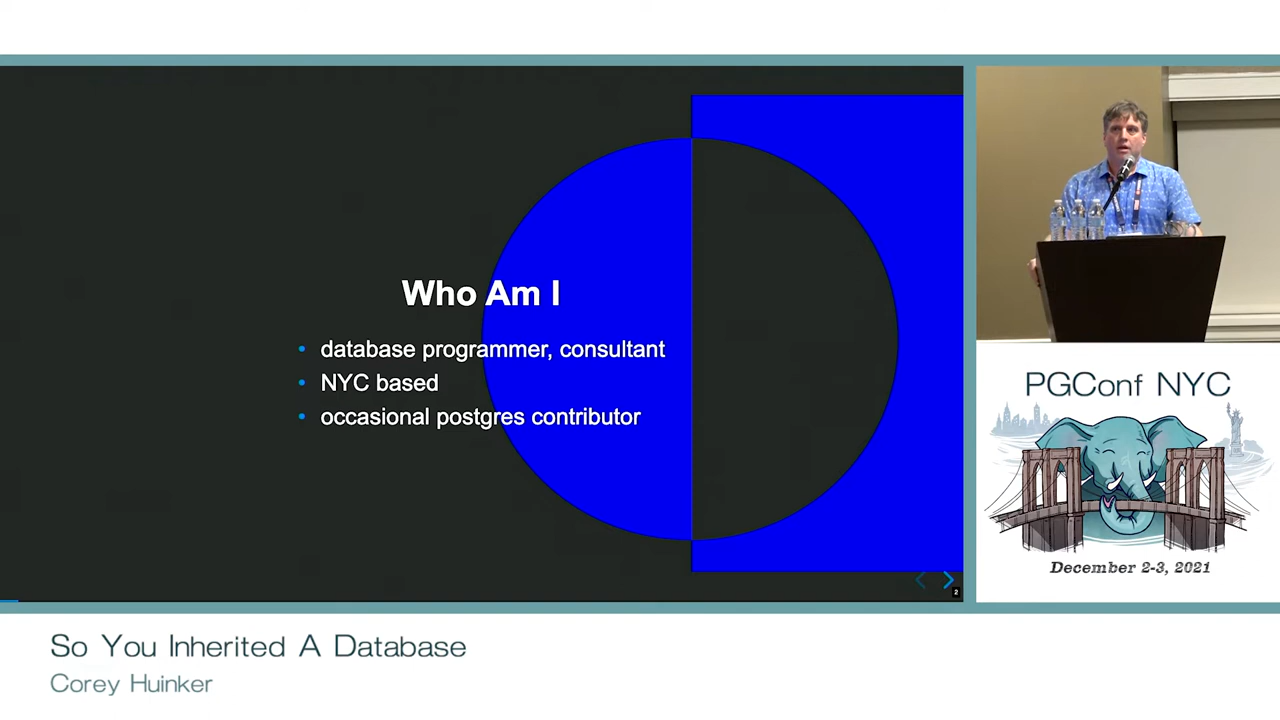 Who Am I
• database programmer, consultant
• NYC based
• occasional postgres contributor
2
PGConf NYC
December 2-3, 2021
So You Inherited A Database
Corey Huinker